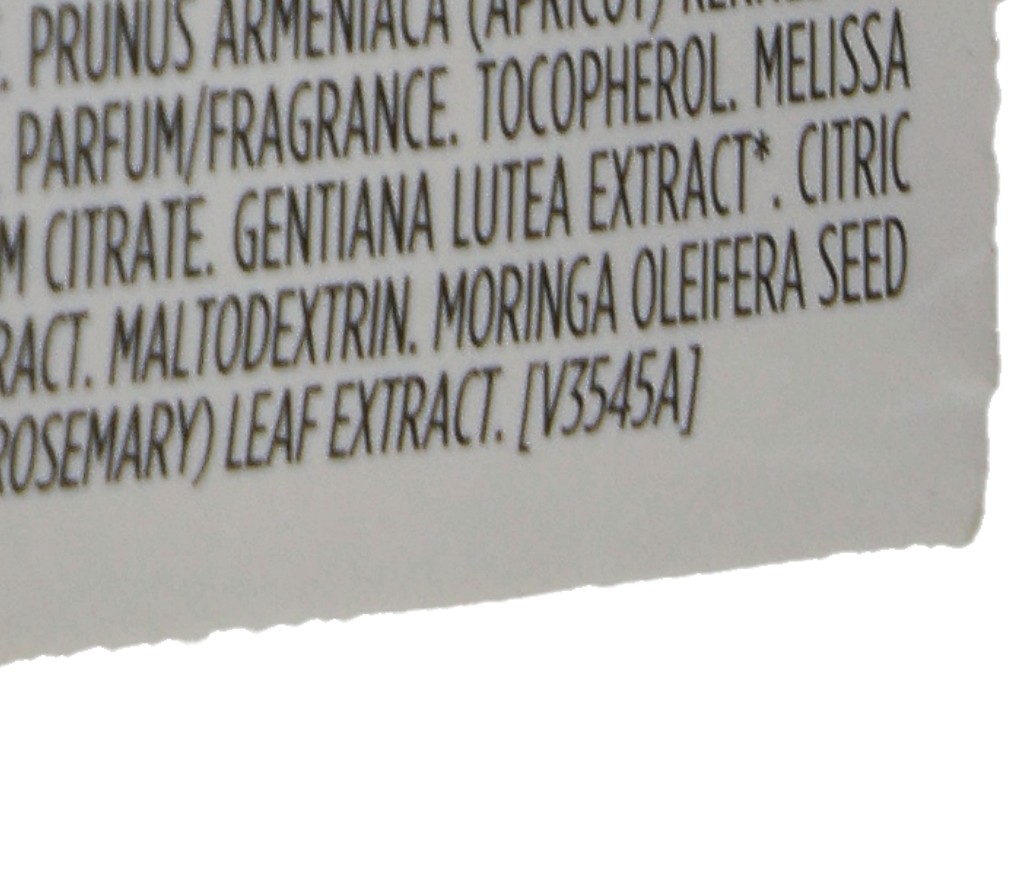 . PRUNUS ARMENIACA (APRICOT)
PARFUM/FRAGRANCE. TOCOPHEROL. MELISSA
M CITRATE. GENTIANA LUTEA EXTRACT*. CITRIC
RACT. MALTODEXTRIN. MORINGA OLEIFERA SEED
ROSEMARY) LEAF EXTRACT. [V3545A]